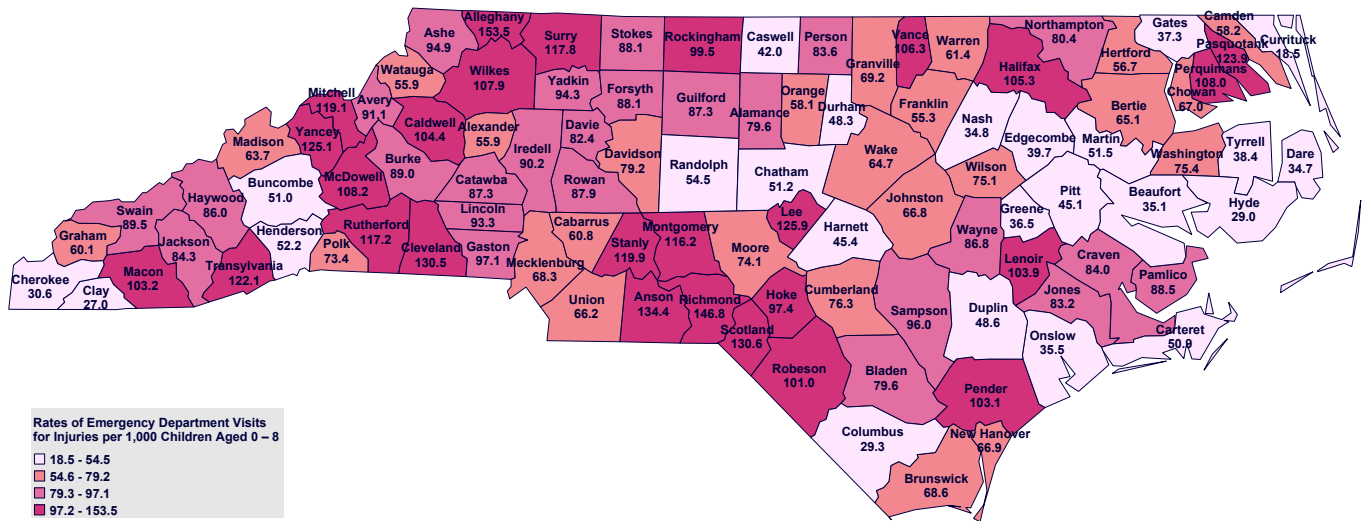 Alleghany
153.5
Ashe
94.9
Surry
117.8
Stokes
88.1
Rockingham
99.5
Caswell
42.0
Person
83.6
Vance
106.3
Granville
69.2
Warren
61.4
Northampton
80.4
Halifax
105.3
Hertford
56.7
Gates
37.3
Camden
58.2
Currituck
18.5
Pasquotank
123.9
Perquimans
108.0
Chowan
67.0
Bertie
65.1
Watauga
55.9
Wilkes
107.9
Yadkin
94.3
Forsyth
88.1
Guilford
87.3
Alamance
79.6
Orange
58.1
Durham
48.3
Franklin
55.3
Nash
34.8
Edgecombe
39.7
Martin
51.5
Washington
75.4
Tyrrell
38.4
Dare
34.7
Mitchell
119.1
Avery
91.1
Yancey
125.1
Caldwell
104.4
Alexander
55.9
Iredell
90.2
Davie
82.4
Davidson
79.2
Randolph
54.5
Chatham
51.2
Wake
64.7
Wilson
75.1
Pitt
45.1
Beaufort
35.1
Hyde
29.0
Madison
63.7
Buncombe
51.0
McDowell
108.2
Burke
89.0
Catawba
87.3
Rowan
87.9
Johnston
66.8
Greene
36.5
Haywood
86.0
Swain
89.5
Graham
60.1
Jackson
84.3
Henderson
52.2
Rutherford
117.2
Polk
73.4
Cleveland
130.5
Lincoln
93.3
Gaston
97.1
Mecklenburg
68.3
Cabarrus
60.8
Stanly
119.9
Montgomery
116.2
Moore
74.1
Lee
125.9
Harnett
45.4
Wayne
86.8
Lenoir
103.9
Craven
84.0
Pamlico
88.5
Jones
83.2
Cherokee
30.6
Clay
27.0
Macon
103.2
Transylvania
122.1
Union
66.2
Anson
134.4
Richmond
146.8
Hoke
97.4
Cumberland
76.3
Sampson
96.0
Duplin
48.6
Onslow
35.5
Carteret
50.9
Scotland
130.6
Robeson
101.0
Bladen
79.6
Pender
103.1
Columbus
29.3
New Hanover
66.9
Brunswick
68.6
Rates of Emergency Department Visits
for Injuries per 1,000 Children Aged 0 – 8
18.5 - 54.5
54.6 - 79.2
79.3 - 97.1
97.2 - 153.5